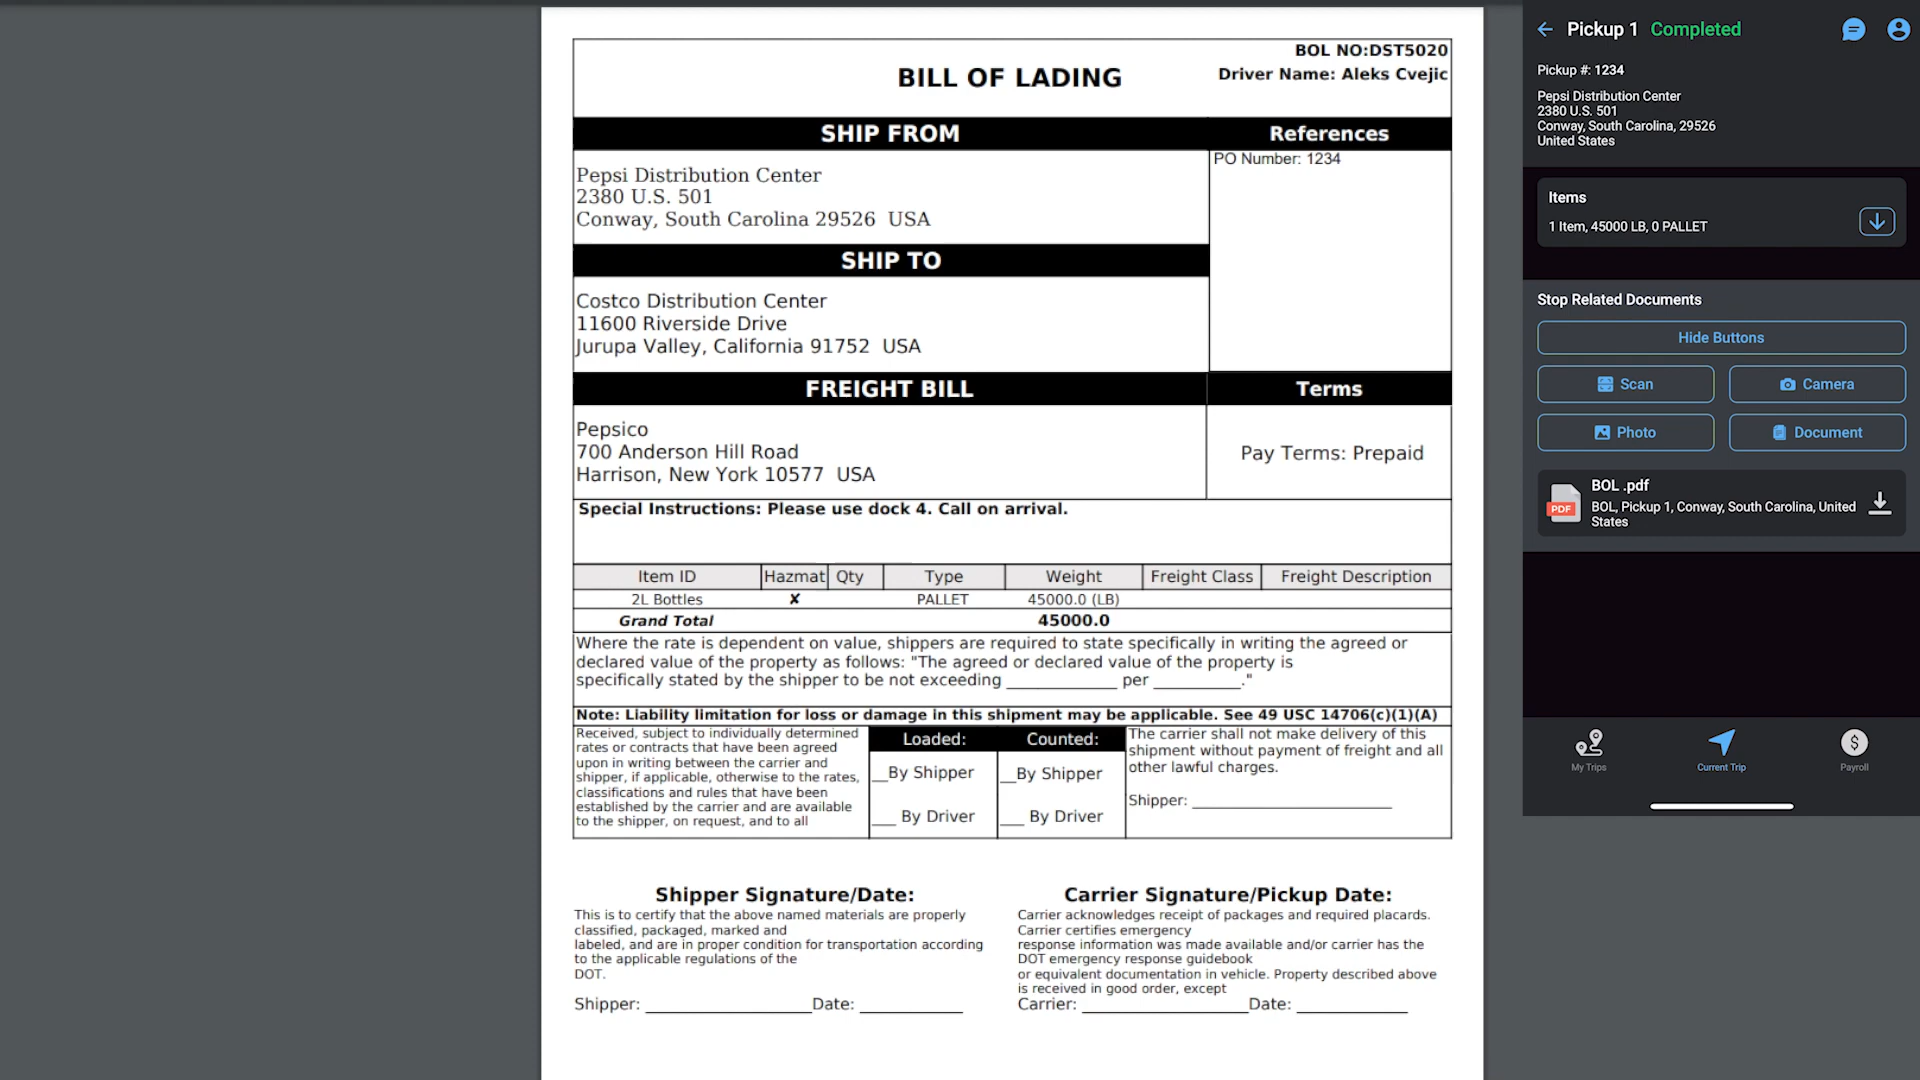 BOL NO:DST5020
BILL OF LADING
Driver Name: Aleks Cvejic
SHIP FROM
References
Pepsi Distribution Center
2380 U.S. 501
Conway, South Carolina 29526 USA
PO Number: 1234
SHIP TO
Costco Distribution Center
11600 Riverside Drive
Jurupa Valley, California 91752 USA
FREIGHT BILL
Terms
Pepsico
700 Anderson Hill Road
Harrison, New York 10577 USA
Pay Terms: Prepaid
Special Instructions: Please use dock 4. Call on arrival.
Item ID Hazmat Qty Type Weight Freight Class Freight Description
2L Bottles ✘ PALLET 45000.0 (LB)
Grand Total 45000.0
Where the rate is dependent on value, shippers are required to state specifically in writing the agreed or
declared value of the property as follows: "The agreed or declared value of the property is
specifically stated by the shipper to be not exceeding ____________ per __________."
Note: Liability limitation for loss or damage in this shipment may be applicable. See 49 USC 14706(c)(1)(A)
Received, subject to individually determined
rates or contracts that have been agreed
upon in writing between the carrier and
shipper, if applicable, otherwise to the rates,
classifications and rules that have been
established by the carrier and are available
to the shipper, on request, and to all
Loaded:
__By Shipper
___ By Driver
Counted:
__By Shipper
___ By Driver
The carrier shall not make delivery of this
shipment without payment of freight and all
other lawful charges.
Shipper: ______________________
Shipper Signature/Date:
This is to certify that the above named materials are properly
classified, packaged, marked and
labeled, and are in proper condition for transportation according
to the applicable regulations of the
DOT.
Shipper: __________________Date: ___________
Carrier Signature/Pickup Date:
Carrier acknowledges receipt of packages and required placards.
Carrier certifies emergency
response information was made available and/or carrier has the
DOT emergency response guidebook
or equivalent documentation in vehicle. Property described above
is received in good order, except
Carrier: __________________Date: ____________
Pickup 1 Completed
Pickup #: 1234
Pepsi Distribution Center
2380 U.S. 501
Conway, South Carolina, 29526
United States
Items
1 Item, 45000 LB, 0 PALLET
Stop Related Documents
Hide Buttons
Scan
Camera
Photo
Document
PDF
BOL .pdf
BOL, Pickup 1, Conway, South Carolina, United
States
My Trips
Current Trip
Payroll